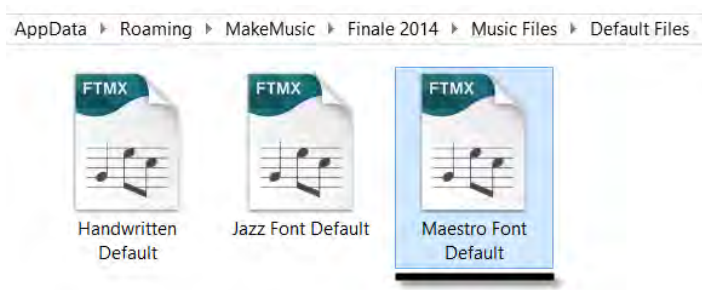 AppData ▸ Roaming ▸ MakeMusic ▸ Finale 2014 ▸ Music Files ▸ Default Files
FTMX FTMX FTMX
Handwritten Default
Jazz Font Default
Maestro Font Default